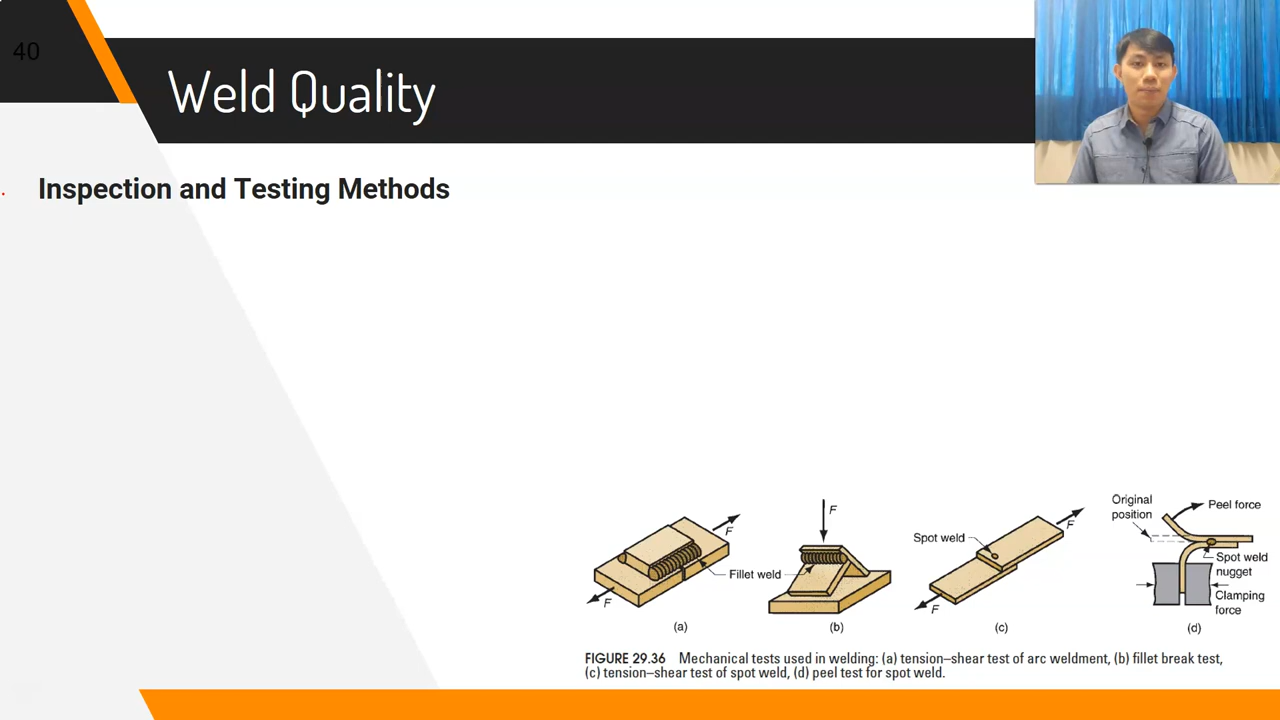 40
Weld Quality
Inspection and Testing Methods
F
F
Fillet weld
(a)
F
(b)
Spot weld
F
F
(c)
Original
position
Peel force
Spot weld
nugget
Clamping
force
(d)
FIGURE 29.36 Mechanical tests used in welding: (a) tension–shear test of arc weldment, (b) fillet break test,
(c) tension–shear test of spot weld, (d) peel test for spot weld.